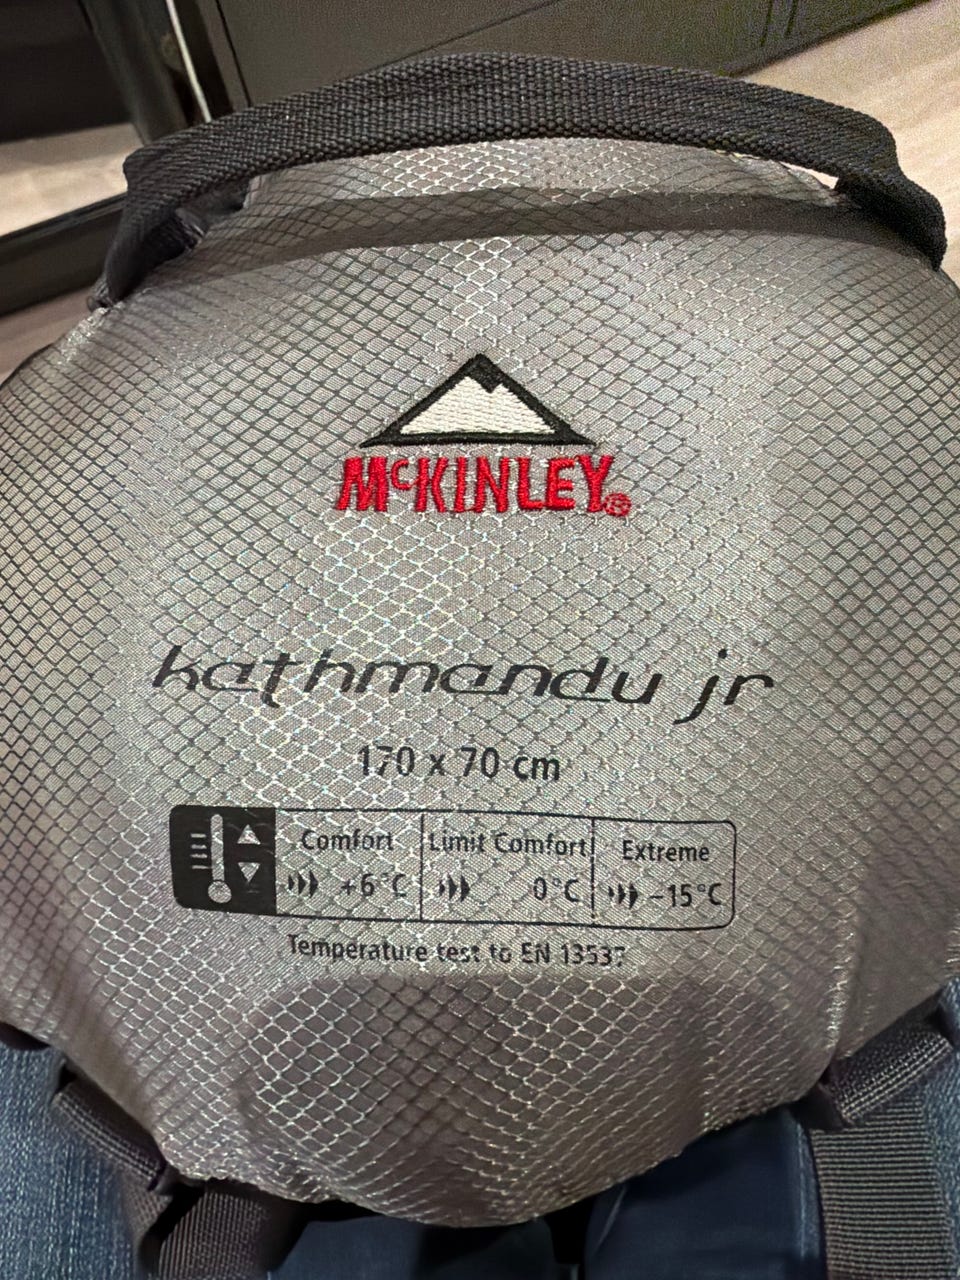 McKINLEY®
kathmandu jr
170 x 70 cm
Comfort Limit Comfort Extreme
+6°C 0°C -15°C
Temperature test to EN 13537